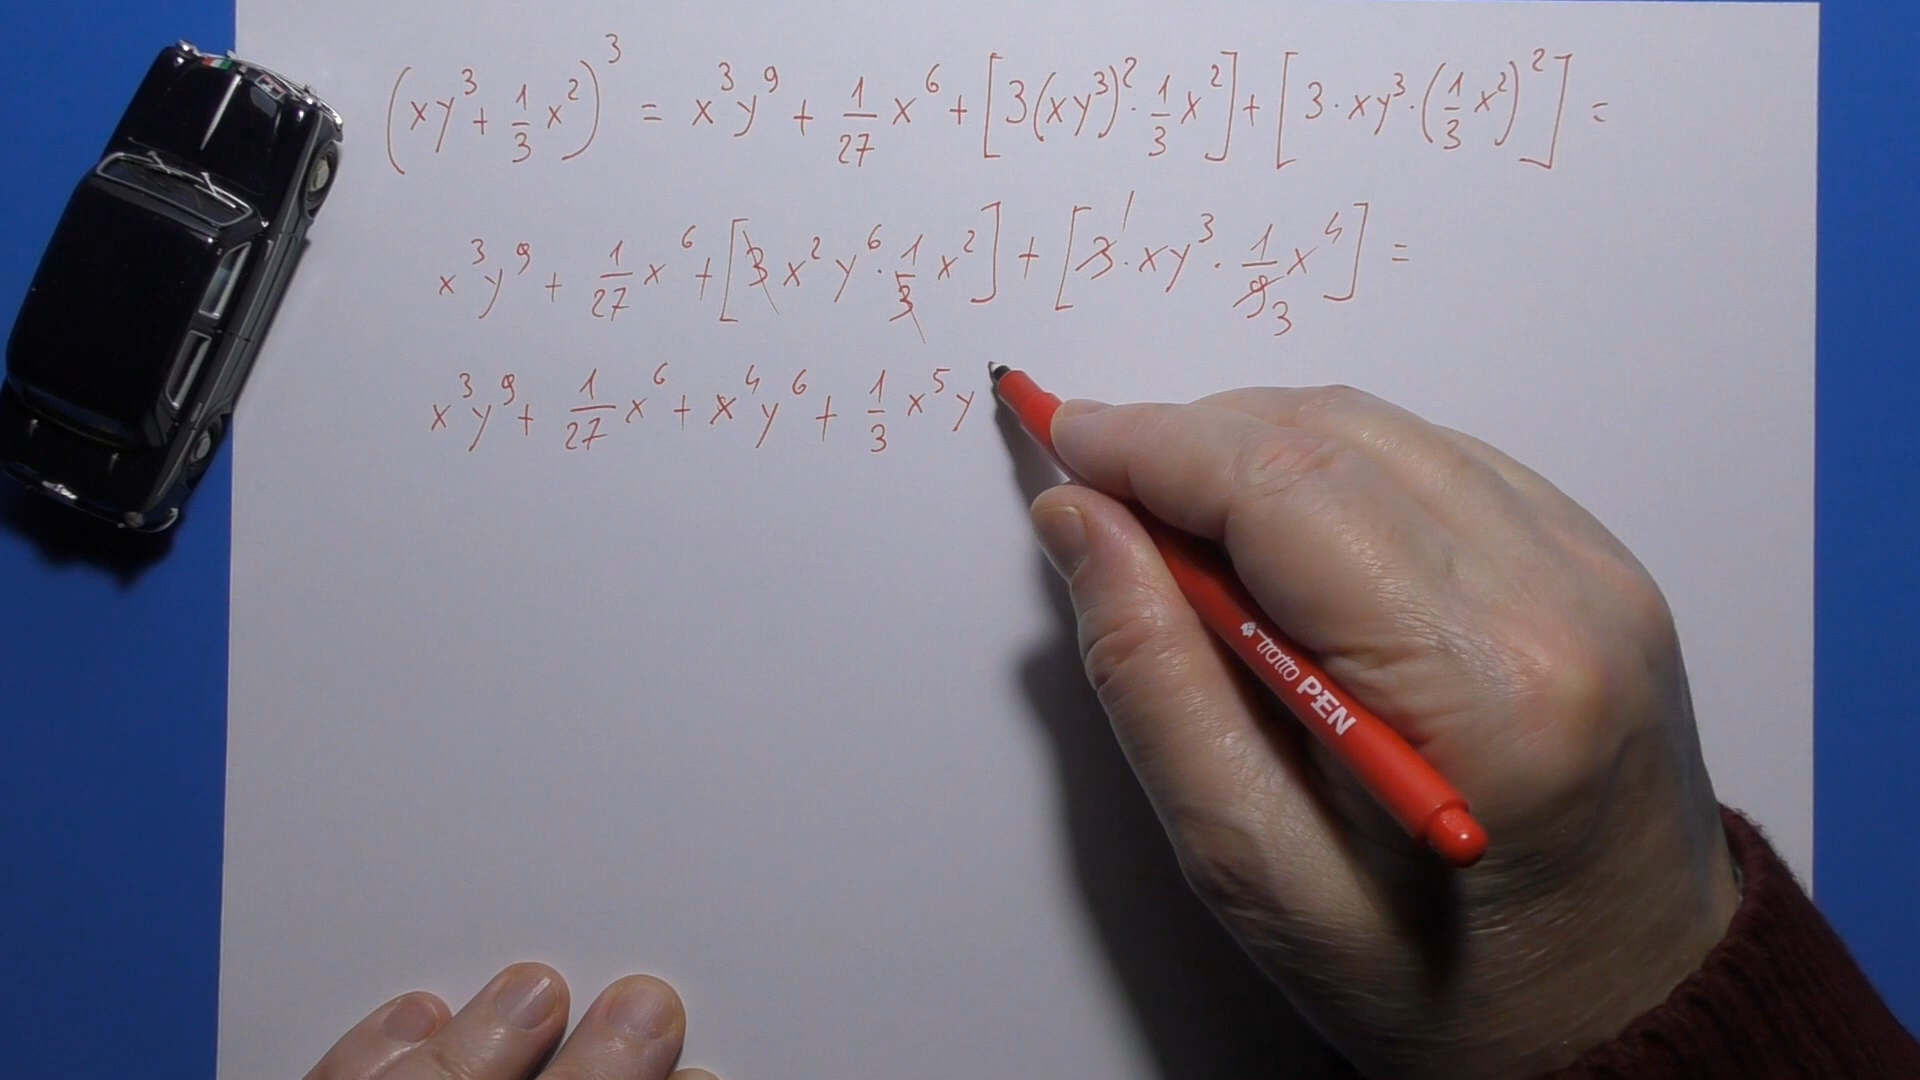 (xy³ + 1/3 x²)³ = x³y⁹ + 1/27 x⁶ + [3(xy³)² · 1/3 x²] + [3 · xy³ · (1/3 x²)²] =
x³y⁹ + 1/27 x⁶ + [3x²y⁶ · 1/3 x²] + [3 1 · xy³ · 1/9 3 x⁴] =
x³y⁹ + 1/27 x⁶ + x⁴y⁶ + 1/3 x⁵y
tratto PEN